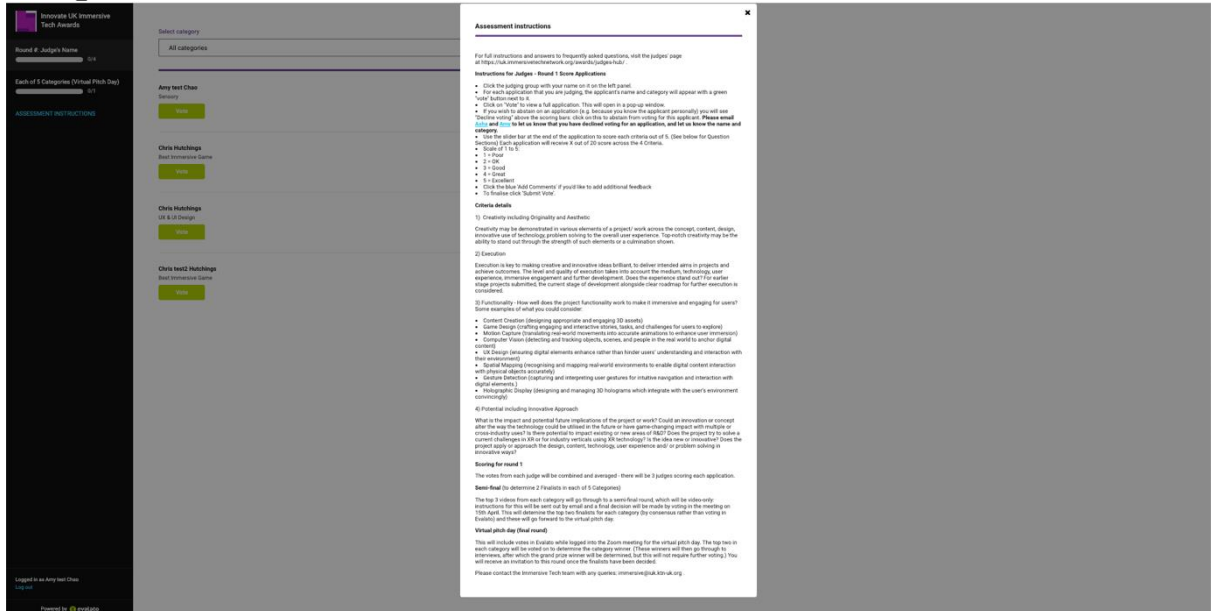 Innovate UK Immersive
Tech Awards
Round #: Judge's Name
0/4
Each of 5 Categories (Virtual Pitch Day)
0/1
ASSESSMENT INSTRUCTIONS
Logged in as Amy test Chao
Log out
Powered by evalato
Select category
All categories
Amy test Chao
Sensory
Vote
Chris Hutchings
Best Immersive Game
Vote
Chris Hutchings
UX & UI Design
Vote
Chris test2 Hutchings
Best Immersive Game
Vote
Assessment instructions
For full instructions and answers to frequently asked questions, visit the judges' page
at https://iuk.immersivetechnetwork.org/awards/judges-hub/ .
Instructions for Judges - Round 1 Score Applications
• Click the judging group with your name on it on the left panel.
• For each application that you are judging, the applicant's name and category will appear with a green
"vote" button next to it.
• Click on "Vote" to view a full application. This will open in a pop-up window.
• If you wish to abstain on an application (e.g. because you know the applicant personally) you will see
"Decline voting" above the scoring bars: click on this to abstain from voting for this applicant. Please email
and Amy to let us know that you have declined voting for an application, and let us know the name and
category.
• Use the slider bar at the end of the application to score each criteria out of 5. (See below for Question
Sections) Each application will receive X out of 20 score across the 4 Criteria.
• Scale of 1 to 5:
• 1 = Poor
• 2 = OK
• 3 = Good
• 4 = Great
• 5 = Excellent
• Click the blue 'Add Comments' if you'd like to add additional feedback
• To finalise click 'Submit Vote'.
Criteria details
1) Creativity including Originality and Aesthetic
Creativity may be demonstrated in various elements of a project/ work across the concept, content, design,
innovative use of technology, problem solving to the overall user experience. Top-notch creativity may be the
ability to stand out through the strength of such elements or a culmination shown.
2) Execution
Execution is key to making creative and innovative ideas brilliant, to deliver intended aims in projects and
achieve outcomes. The level and quality of execution takes into account the medium, technology, user
experience, immersive engagement and further development. Does the experience stand out? For earlier
stage projects submitted, the current stage of development alongside clear roadmap for further execution is
considered.
3) Functionality - How well does the project functionality work to make it immersive and engaging for users?
Some examples of what you could consider:
• Content Creation (designing appropriate and engaging 3D assets)
• Game Design (crafting engaging and interactive stories, tasks, and challenges for users to explore)
• Motion Capture (translating real-world movements into accurate animations to enhance user immersion)
• Computer Vision (detecting and tracking objects, scenes, and people in the real world to anchor digital
content)
• UX Design (ensuring digital elements enhance rather than hinder users' understanding and interaction with
their environment)
• Spatial Mapping (recognising and mapping real-world environments to enable digital content interaction
with physical objects accurately)
• Gesture Detection (capturing and interpreting user gestures for intuitive navigation and interaction with
digital elements.)
• Holographic Display (designing and managing 3D holograms which integrate with the user's environment
convincingly)
4) Potential including Innovative Approach
What is the impact and potential future implications of the project or work? Could an innovation or concept
alter the way the technology could be utilised in the future or have game-changing impact with multiple or
cross-industry uses? Is there potential to impact existing or new areas of R&D? Does the project try to solve a
current challenges in XR or for industry verticals using XR technology? Is the idea new or innovative? Does the
project apply or approach the design, content, technology, user experience and/ or problem solving in
innovative ways?
Scoring for round 1
The votes from each judge will be combined and averaged - there will be 3 judges scoring each application.
Semi-final (to determine 2 Finalists in each of 5 Categories)
The top 3 videos from each category will go through to a semi-final round, which will be video-only:
instructions for this will be sent out by email and a final decision will be made by voting in the meeting on
15th April. This will detemine the top two finalists for each category (by consensus rather than voting in
Evalato) and these will go forward to the virtual pitch day.
Virtual pitch day (final round)
This will include votes in Evalato while logged into the Zoom meeting for the virtual pitch day. The top two in
each category will be voted on to determine the category winner. (These winners will then go through to
interviews, after which the grand prize winner will be determined, but this will not require further voting.) You
will receive an invitation to this round once the finalists have been decided.
Please contact the Immersive Tech team with any queries: immersive@iuk.ktn-uk.org